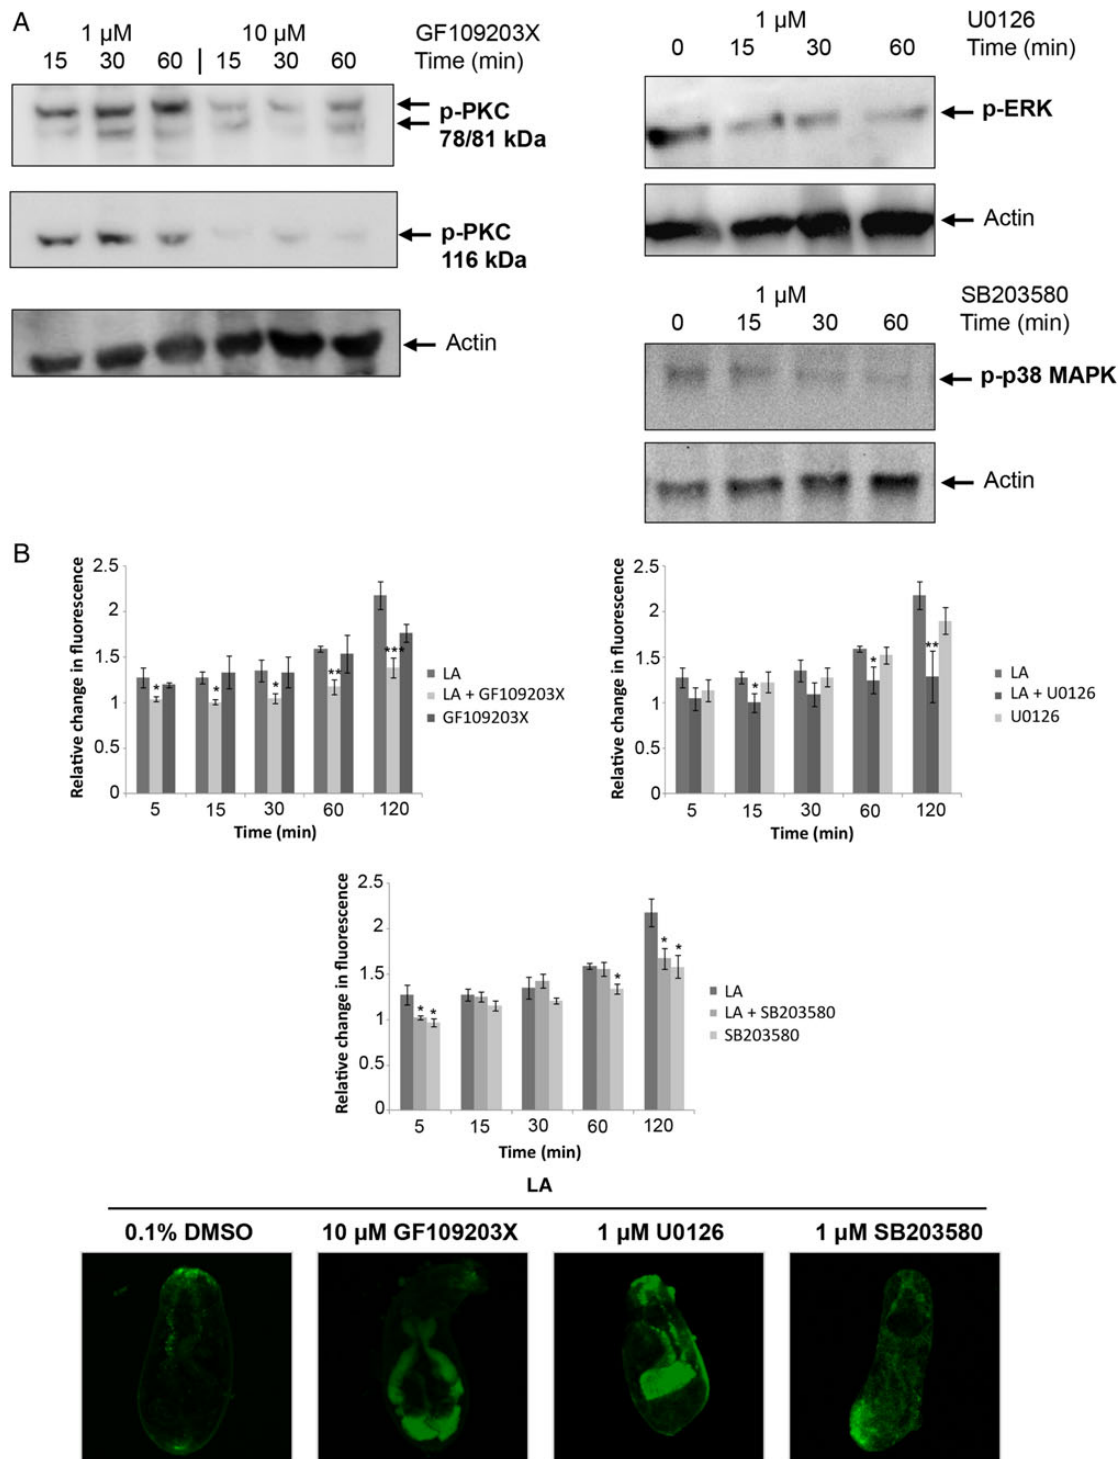 A
1 µM 10 µM GF109203X
15 30 60 | 15 30 60 Time (min)
p-PKC
78/81 kDa
p-PKC
116 kDa
Actin
1 µM U0126
0 15 30 60 Time (min)
p-ERK
Actin
1 µM SB203580
0 15 30 60 Time (min)
p-p38 MAPK
Actin
B
Relative change in fluorescence
2.5
2
1.5
1
0.5
0
* * * ** ***
5 15 30 60 120
Time (min)
LA
LA + GF109203X
GF109203X
Relative change in fluorescence
2.5
2
1.5
1
0.5
0
* * **
5 15 30 60 120
Time (min)
LA
LA + U0126
U0126
Relative change in fluorescence
2.5
2
1.5
1
0.5
0
* * * * *
5 15 30 60 120
Time (min)
LA
LA + SB203580
SB203580
LA
0.1% DMSO 10 µM GF109203X 1 µM U0126 1 µM SB203580